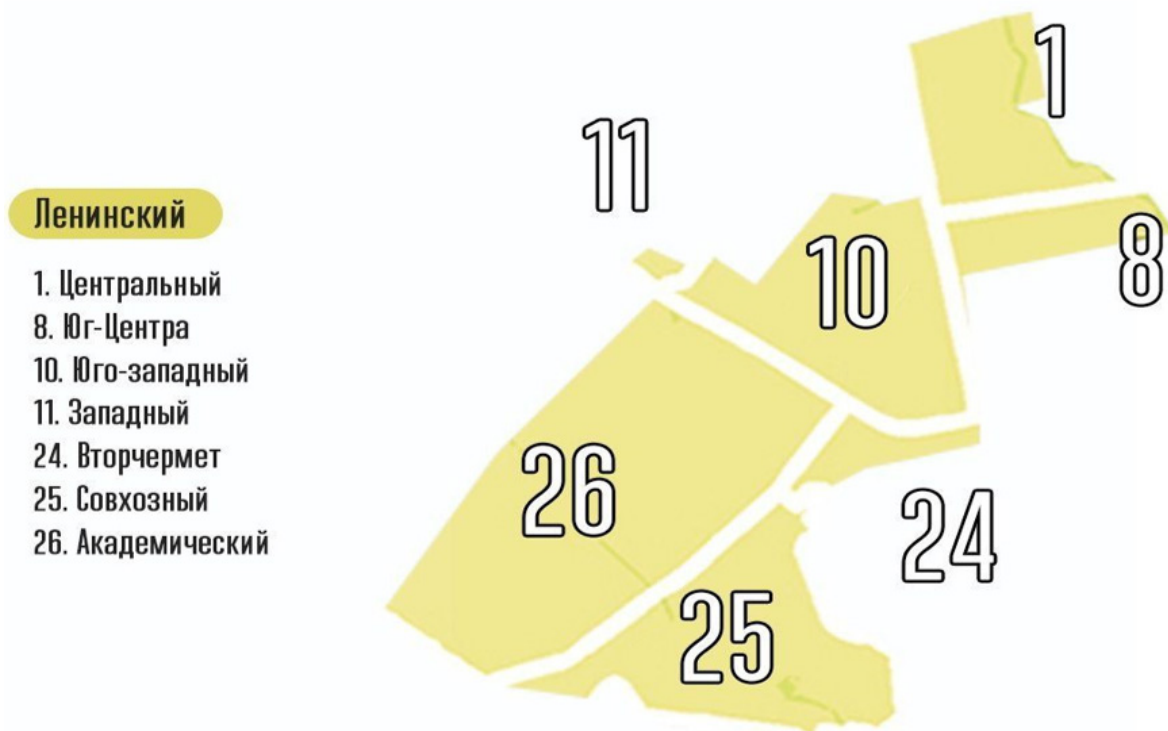 Ленинский
1. Центральный
8. Юг-Центра
10. Юго-западный
11. Западный
24. Вторчермет
25. Совхозный
26. Академический
1
11
8
10
26
24
25